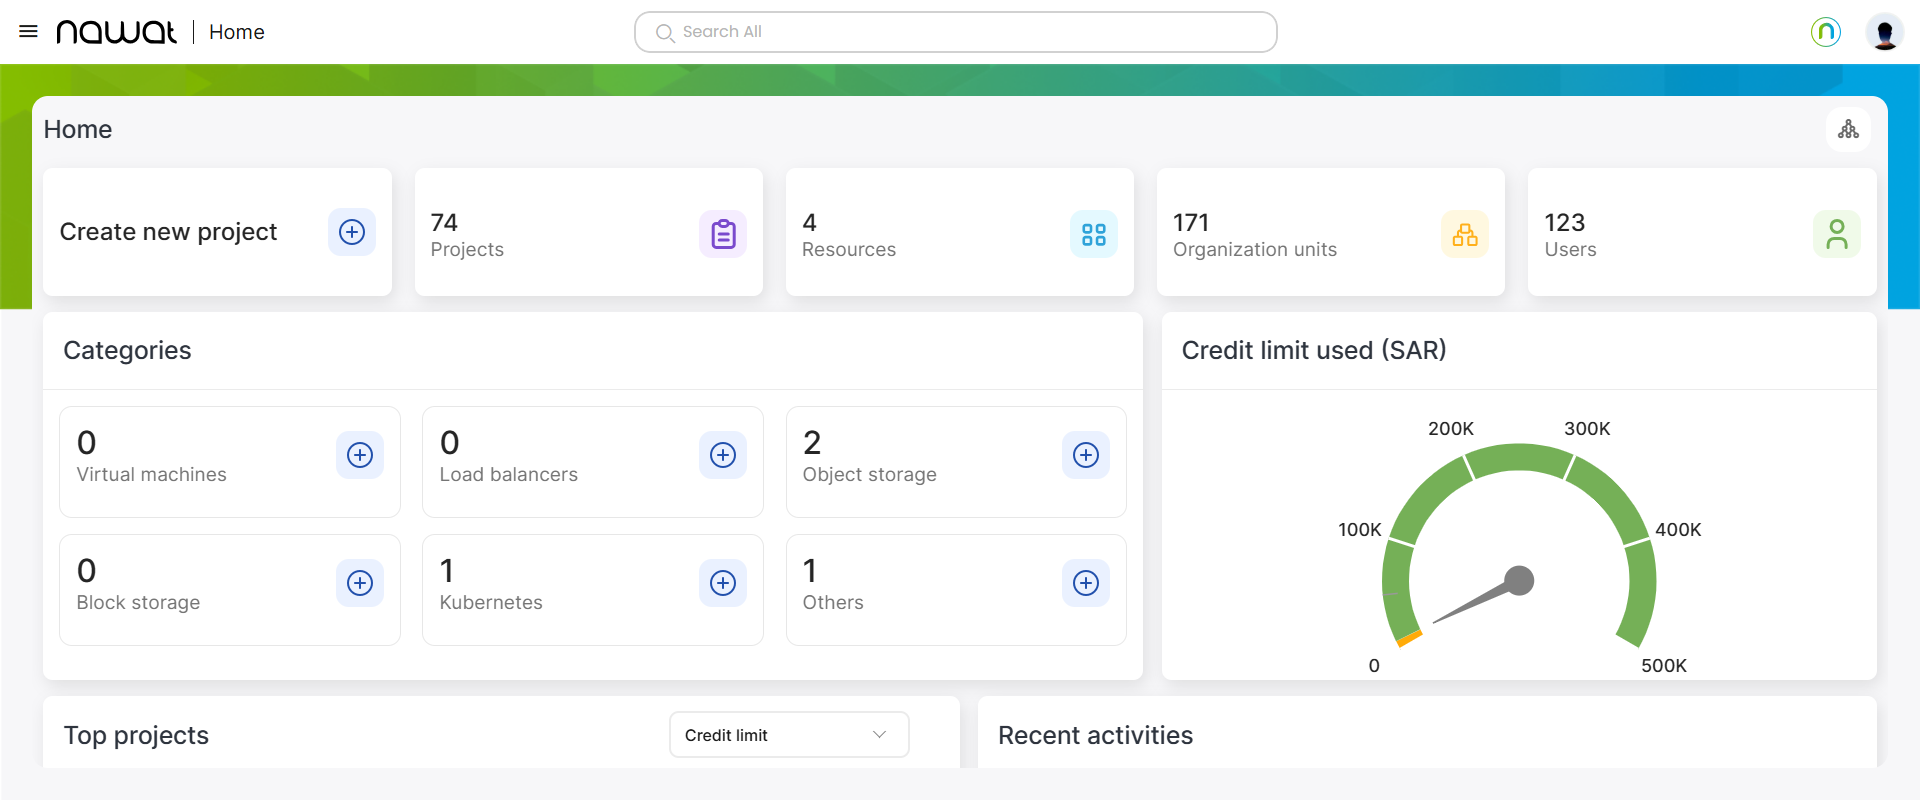 nawat | Home
Search All
Home
Create new project
74
Projects
4
Resources
171
Organization units
123
Users
Categories
0
Virtual machines
0
Load balancers
2
Object storage
0
Block storage
1
Kubernetes
1
Others
Credit limit used (SAR)
200K
300K
100K
400K
0
500K
Top projects
Credit limit
Recent activities